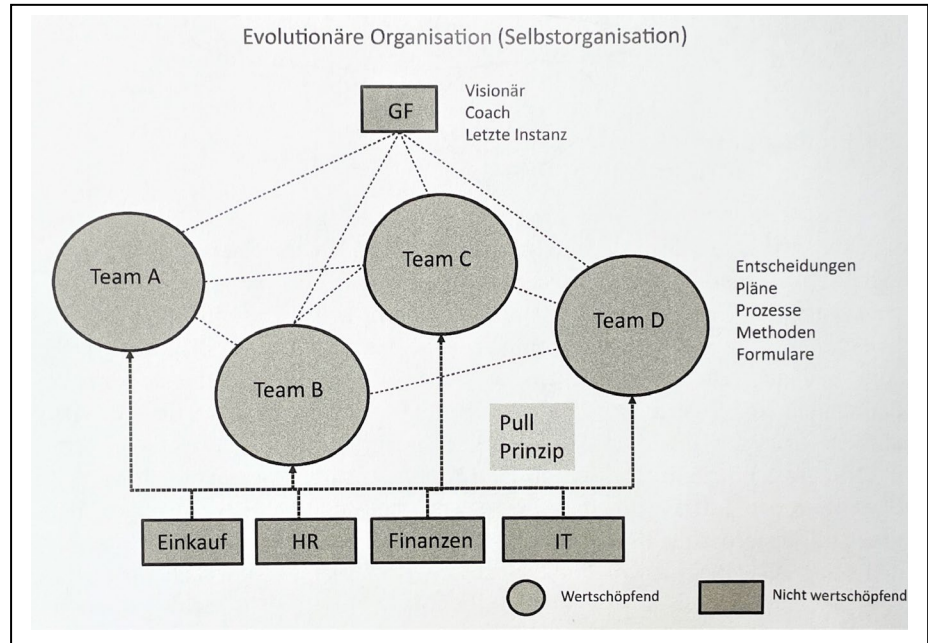 Evolutionäre Organisation (Selbstorganisation)
GF
Visionär
Coach
Letzte Instanz
Team A
Team C
Team D
Team B
Entscheidungen
Pläne
Prozesse
Methoden
Formulare
Pull
Prinzip
Einkauf
HR
Finanzen
IT
Wertschöpfend
Nicht wertschöpfend